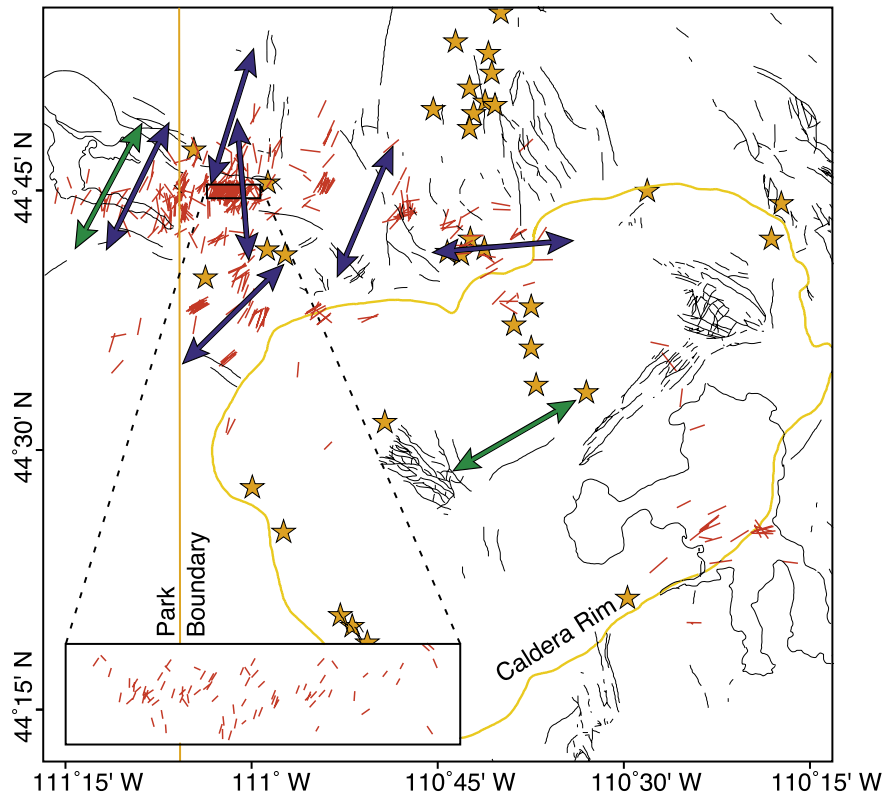 44°45' N
44°30' N
44°15' N
Park
Boundary
Caldera Rim
111°15' W
111° W
110°45' W
110°30' W
110°15' W